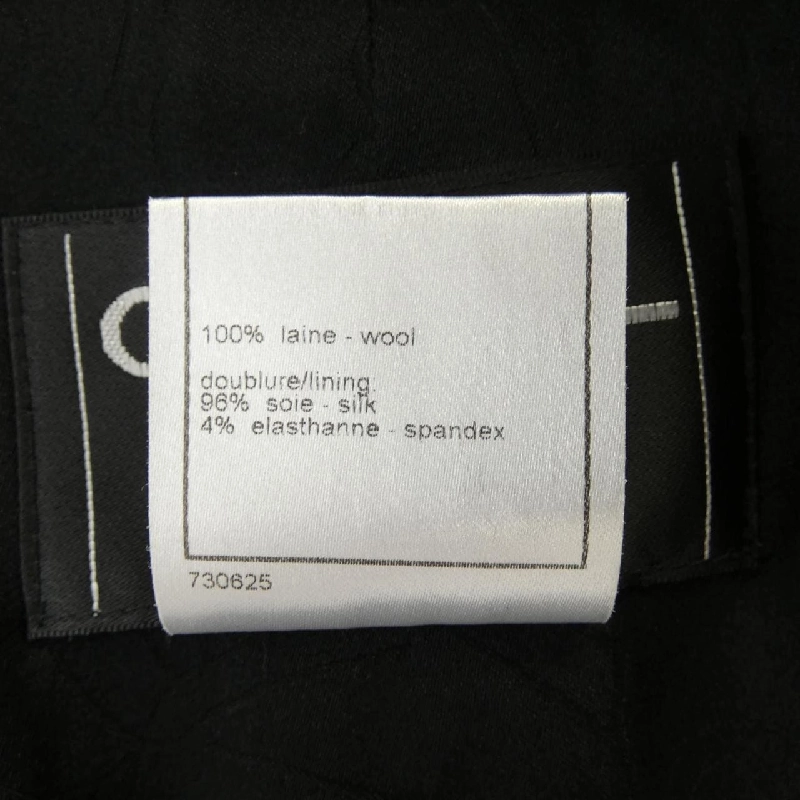 100% laine - wool
doublure/lining:
96% soie - silk
4% elasthanne - spandex
730625